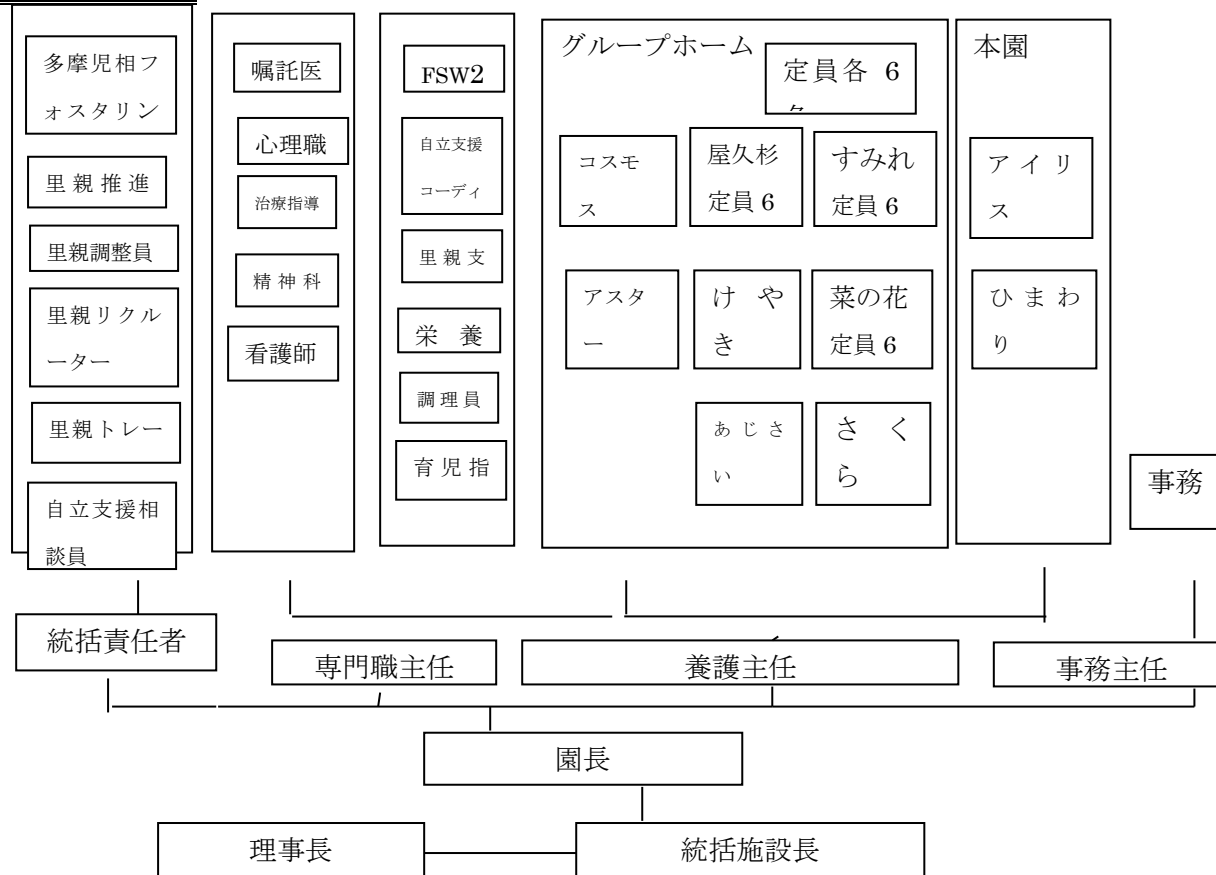 多摩児相フ
ォスタリン
里親推進
里親調整員
里親リクル
ーター
里親トレー
自立支援相
談員
嘱託医
心理職
治療指導
精神科
看護師
FSW2
自立支援
コーディ
里親支
栄養
調理員
育児指
グループホーム
定員各 6
コスモ
ス
屋久杉
定員 6
すみれ
定員 6
アスタ
ー
けや
き
菜の花
定員 6
あじさ
い
さく
ら
本園
アイリ
ス
ひまわ
り
事務
統括責任者
専門職主任
養護主任
事務主任
園長
理事長
統括施設長